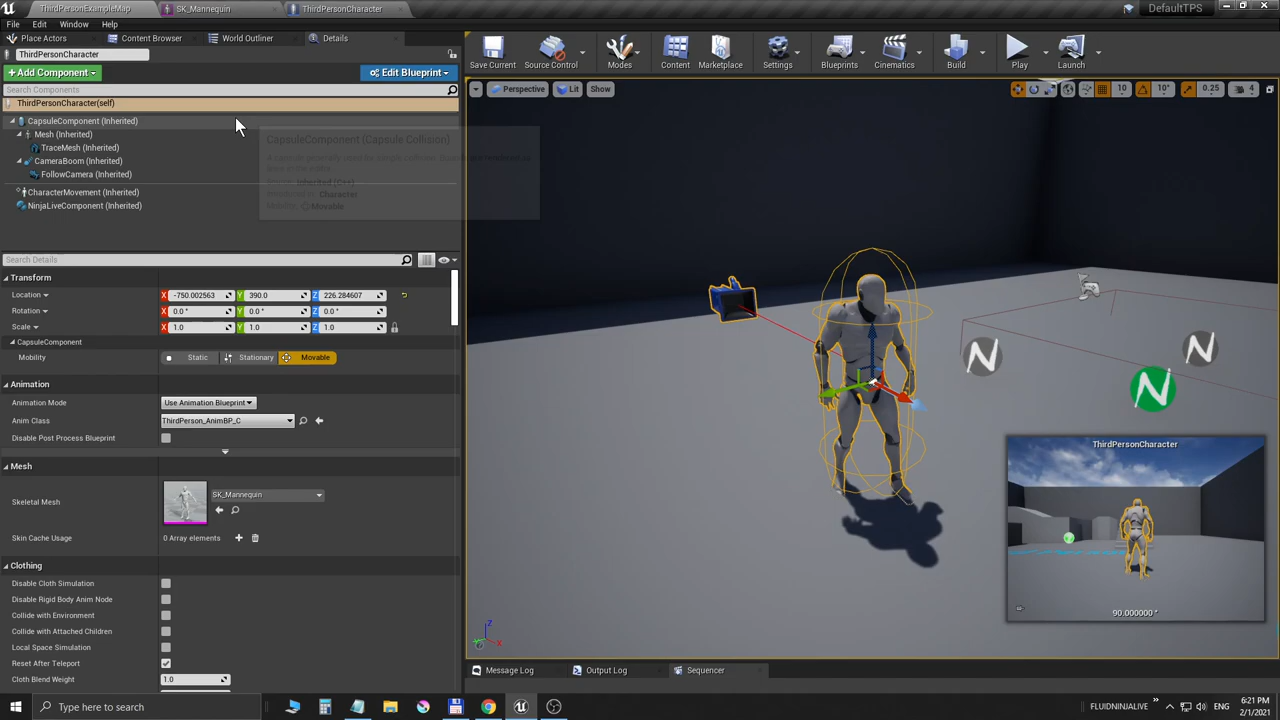 ThirdPersonExampleMap
SK_Mannequin
ThirdPersonCharacter
DefaultTPS
File Edit Window Help
Place Actors
Content Browser
World Outliner
Details
ThirdPersonCharacter
+Add Component
Edit Blueprint
Search Components
ThirdPersonCharacter(self)
CapsuleComponent (Inherited)
Mesh (Inherited)
TraceMesh (Inherited)
CameraBoom (Inherited)
FollowCamera (Inherited)
CharacterMovement (Inherited)
NinjaLiveComponent (Inherited)
CapsuleComponent (Capsule Collision)
Character
Mobility: Movable
Save Current
Source Control
Modes
Content
Marketplace
Settings
Blueprints
Cinematics
Build
Play
Launch
Perspective
Lit
Show
10
10°
0.25
4
Search Details
Transform
Location X -750.002563 Y 390.0 Z 226.284607
Rotation X 0.0 ° Y 0.0 ° Z 0.0 °
Scale X 1.0 Y 1.0 Z 1.0
CapsuleComponent
Mobility Static Stationary Movable
Animation
Animation Mode Use Animation Blueprint
Anim Class ThirdPerson_AnimBP_C
Disable Post Process Blueprint
Mesh
Skeletal Mesh SK_Mannequin
Skin Cache Usage 0 Array elements
Clothing
Disable Cloth Simulation
Disable Rigid Body Anim Node
Collide with Environment
Collide with Attached Children
Local Space Simulation
Reset After Teleport
Cloth Blend Weight 1.0
N
N
N
ThirdPersonCharacter
90.000000 °
Z
X
Message Log
Output Log
Sequencer
Type here to search
FLUIDNINJALIVE
ENG
6:21 PM
2/1/2021